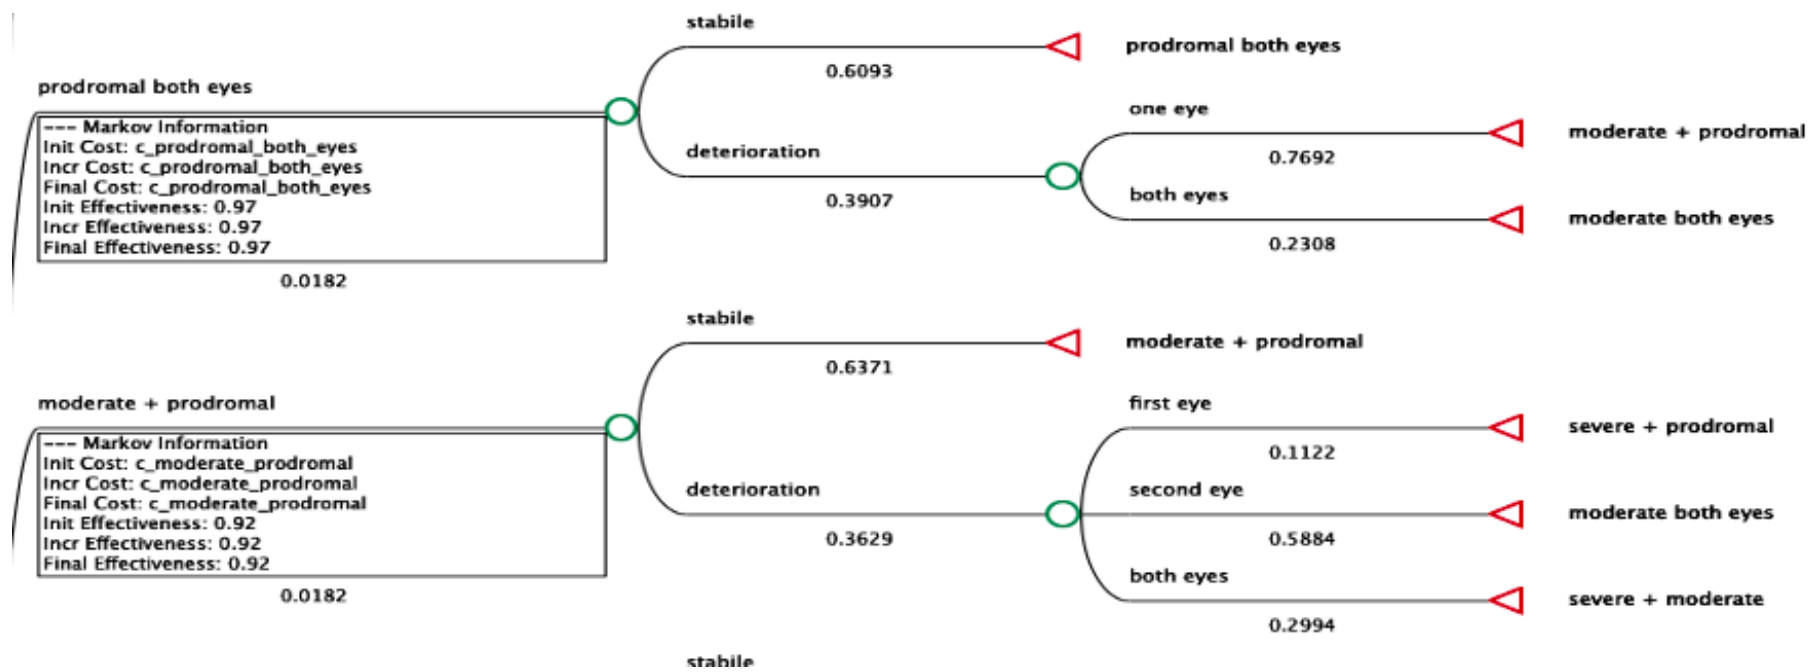 stabile
0.6093
prodromal both eyes
prodromal both eyes
--- Markov Information
Init Cost: c_prodromal_both_eyes
Incr Cost: c_prodromal_both_eyes
Final Cost: c_prodromal_both_eyes
Init Effectiveness: 0.97
Incr Effectiveness: 0.97
Final Effectiveness: 0.97
0.0182
deterioration
0.3907
one eye
0.7692
moderate + prodromal
both eyes
0.2308
moderate both eyes
stabile
0.6371
moderate + prodromal
moderate + prodromal
--- Markov Information
Init Cost: c_moderate_prodromal
Incr Cost: c_moderate_prodromal
Final Cost: c_moderate_prodromal
Init Effectiveness: 0.92
Incr Effectiveness: 0.92
Final Effectiveness: 0.92
0.0182
deterioration
0.3629
first eye
0.1122
severe + prodromal
second eye
0.5884
moderate both eyes
both eyes
0.2994
severe + moderate
stabile